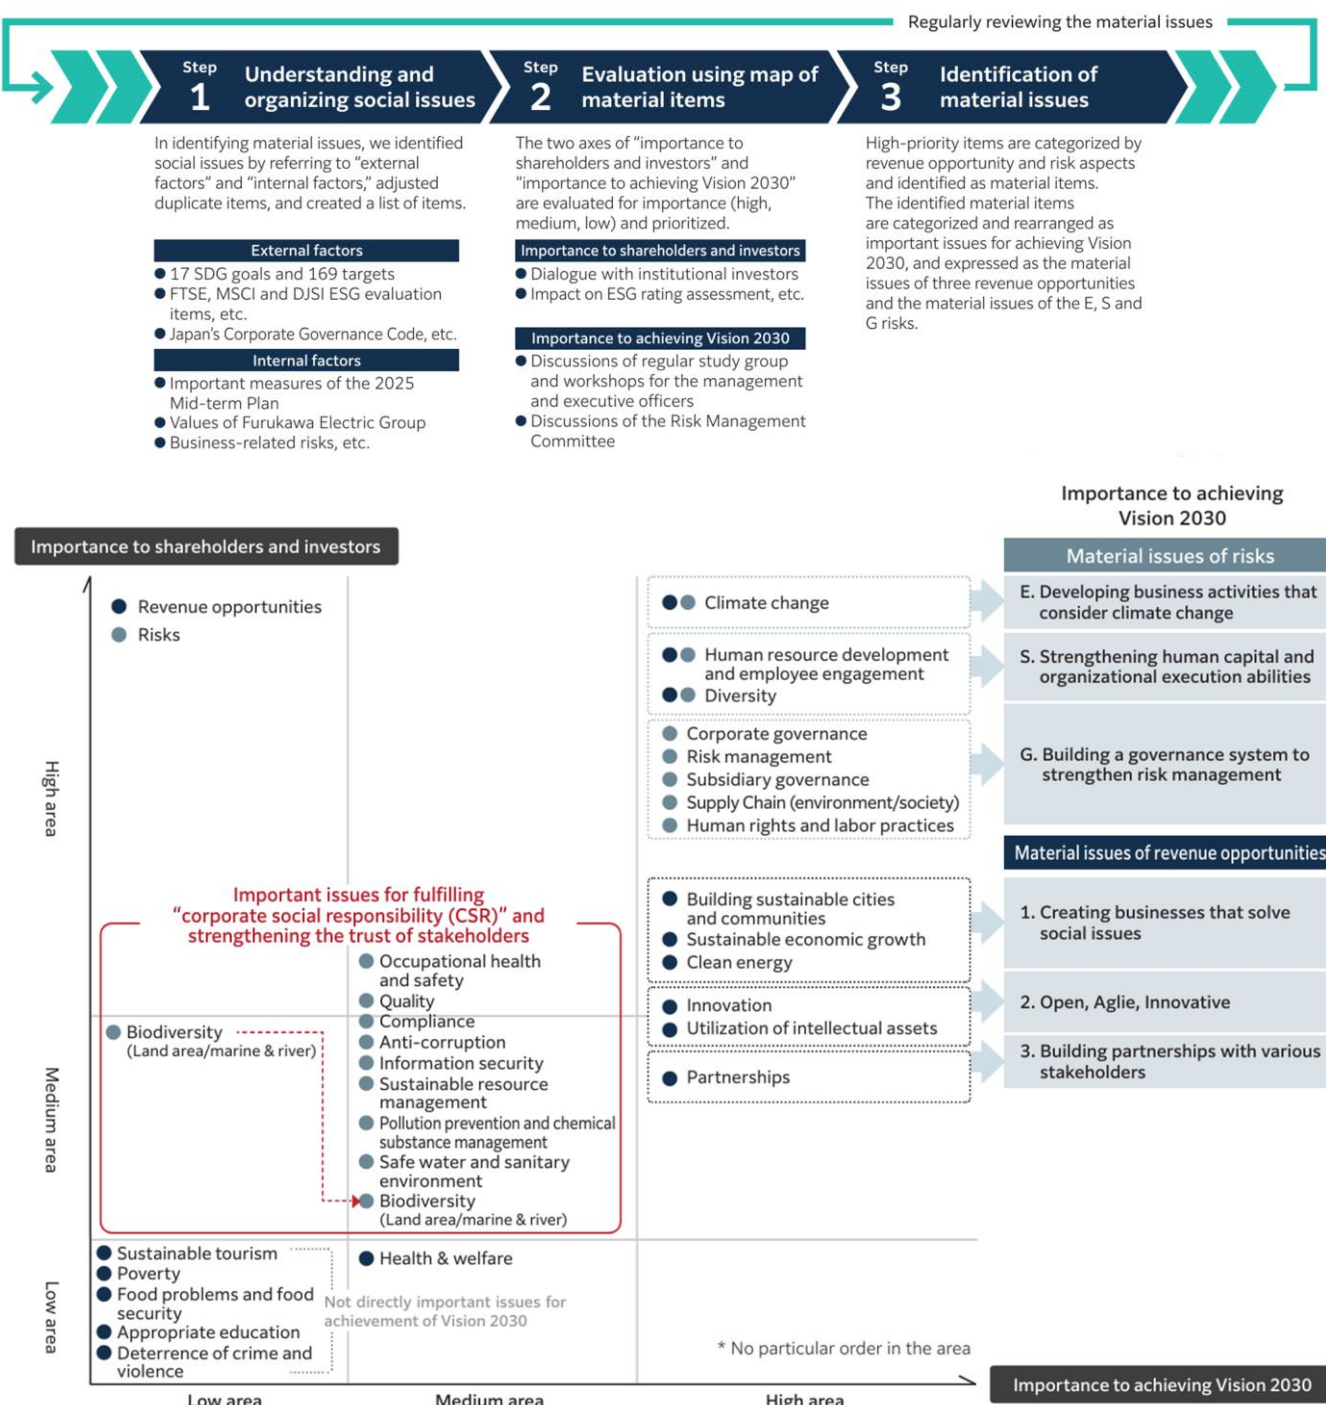 Regularly reviewing the material issues
Step
1
Understanding and
organizing social issues
Step
2
Evaluation using map of
material items
Step
3
Identification of
material issues
In identifying material issues, we identified
social issues by referring to “external
factors” and “internal factors,” adjusted
duplicate items, and created a list of items.
External factors
● 17 SDG goals and 169 targets
● FTSE, MSCI and DJSI ESG evaluation
items, etc.
● Japan’s Corporate Governance Code, etc.
Internal factors
● Important measures of the 2025
Mid-term Plan
● Values of Furukawa Electric Group
● Business-related risks, etc.
The two axes of “importance to
shareholders and investors” and
“importance to achieving Vision 2030”
are evaluated for importance (high,
medium, low) and prioritized.
Importance to shareholders and investors
● Dialogue with institutional investors
● Impact on ESG rating assessment, etc.
Importance to achieving Vision 2030
● Discussions of regular study group
and workshops for the management
and executive officers
● Discussions of the Risk Management
Committee
High-priority items are categorized by
revenue opportunity and risk aspects
and identified as material items.
The identified material items
are categorized and rearranged as
important issues for achieving Vision
2030, and expressed as the material
issues of three revenue opportunities
and the material issues of the E, S and
G risks.
Importance to shareholders and investors
● Revenue opportunities
● Risks
High area
Medium area
Low area
Important issues for fulfilling
“corporate social responsibility (CSR)” and
strengthening the trust of stakeholders
● Biodiversity
(Land area/marine & river)
● Occupational health
and safety
● Quality
● Compliance
● Anti-corruption
● Information security
● Sustainable resource
management
● Pollution prevention and chemical
substance management
● Safe water and sanitary
environment
● Biodiversity
(Land area/marine & river)
● Sustainable tourism
● Poverty
● Food problems and food
security
● Appropriate education
● Deterrence of crime and
violence
● Health & welfare
Not directly important issues for
achievement of Vision 2030
●● Climate change
●● Human resource development
and employee engagement
●● Diversity
● Corporate governance
● Risk management
● Subsidiary governance
● Supply Chain (environment/society)
● Human rights and labor practices
● Building sustainable cities
and communities
● Sustainable economic growth
● Clean energy
● Innovation
● Utilization of intellectual assets
● Partnerships
* No particular order in the area
Importance to achieving
Vision 2030
Material issues of risks
E. Developing business activities that
consider climate change
S. Strengthening human capital and
organizational execution abilities
G. Building a governance system to
strengthen risk management
Material issues of revenue opportunities
1. Creating businesses that solve
social issues
2. Open, Aglie, Innovative
3. Building partnerships with various
stakeholders
Low area
Medium area
High area
Importance to achieving Vision 2030